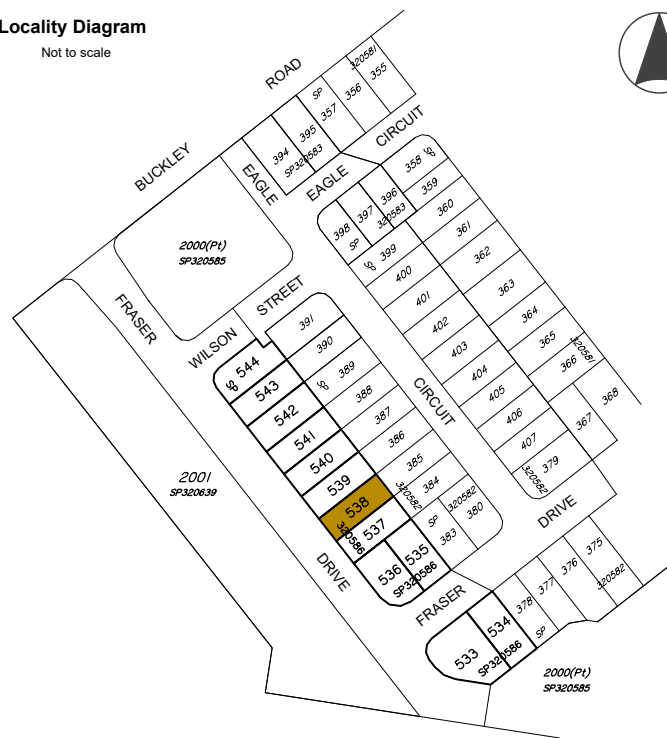 Locality Diagram
Not to scale
BUCKLEY
ROAD
EAGLE
EAGLE
CIRCUIT
394
395
SP320583
SP
357
356
320581
355
358
SP
359
398
397
396
SP
320583
360
361
362
363
364
365
366
320581
SP
399
400
401
402
403
404
405
406
407
379
320582
367
368
2000(Pt)
SP320585
FRASER
WILSON
STREET
CIRCUIT
391
390
389
SP
388
387
386
385
384
320582
SP
320582
383
380
SP
544
543
542
541
540
539
538
320586
537
536
535
SP320586
2001
SP320639
DRIVE
DRIVE
FRASER
533
534
SP320586
378
377
376
375
SP
320582
2000(Pt)
SP320585